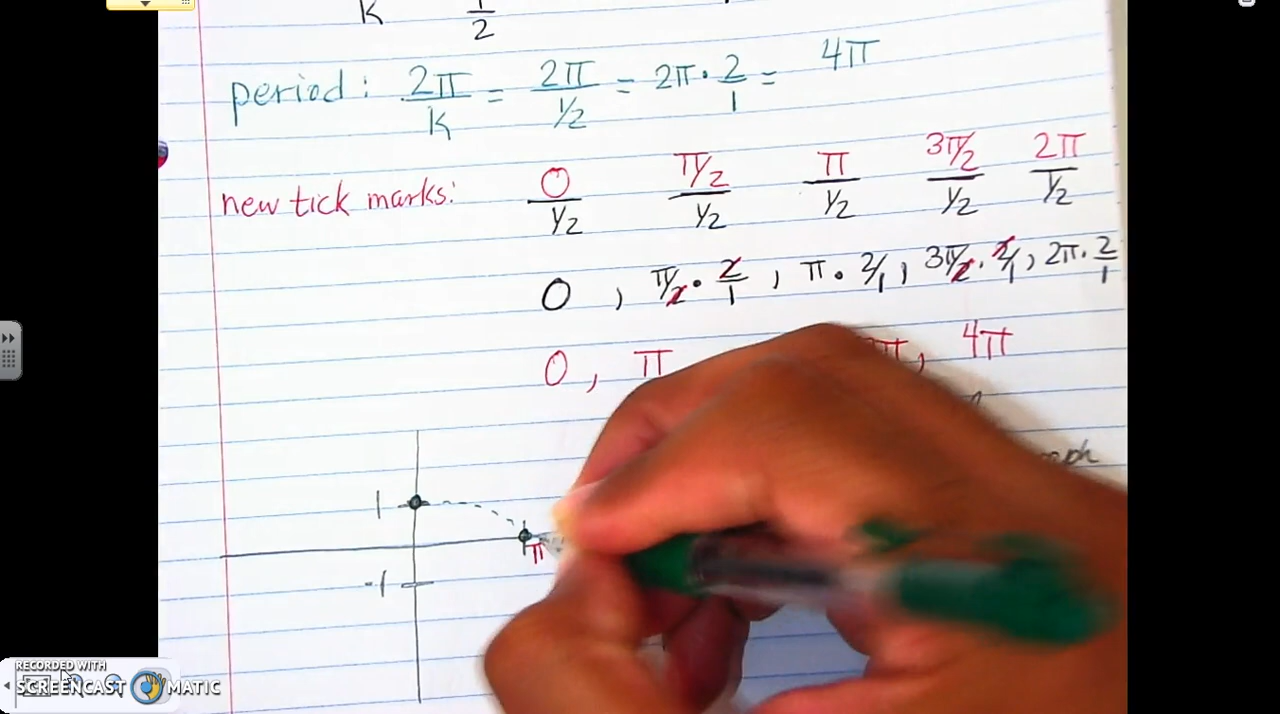 K 1/2
period: 2π/K = 2π/1/2 = 2π · 2/1 = 4π
new tick marks: 0/1/2 π/2/1/2 π/1/2 3π/2/1/2 2π/1/2
0 , π/2 · 2/1 , π · 2/1 , 3π/2 · 2/1 , 2π · 2/1
0 , π π , 4π
1
π
-1
RECORDED WITH
SCREENCAST MATIC